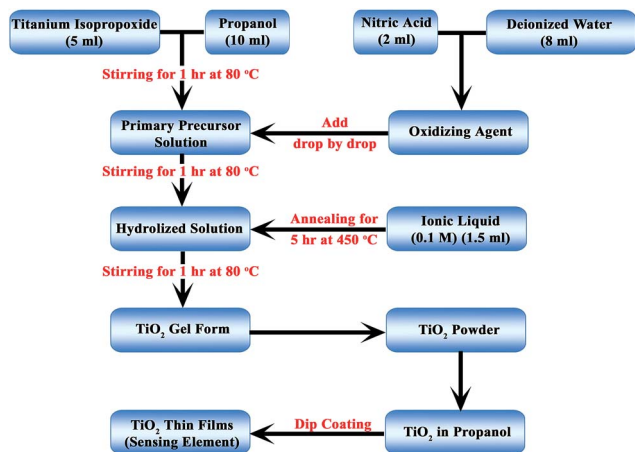 Titanium Isopropoxide
(5 ml)
Propanol
(10 ml)
Nitric Acid
(2 ml)
Deionized Water
(8 ml)
Stirring for 1 hr at 80 °C
Primary Precursor
Solution
Add
drop by drop
Oxidizing Agent
Stirring for 1 hr at 80 °C
Hydrolized Solution
Annealing for
5 hr at 450 °C
Ionic Liquid
(0.1 M) (1.5 ml)
Stirring for 1 hr at 80 °C
TiO₂ Gel Form
TiO₂ Powder
TiO₂ Thin Films
(Sensing Element)
Dip Coating
TiO₂ in Propanol